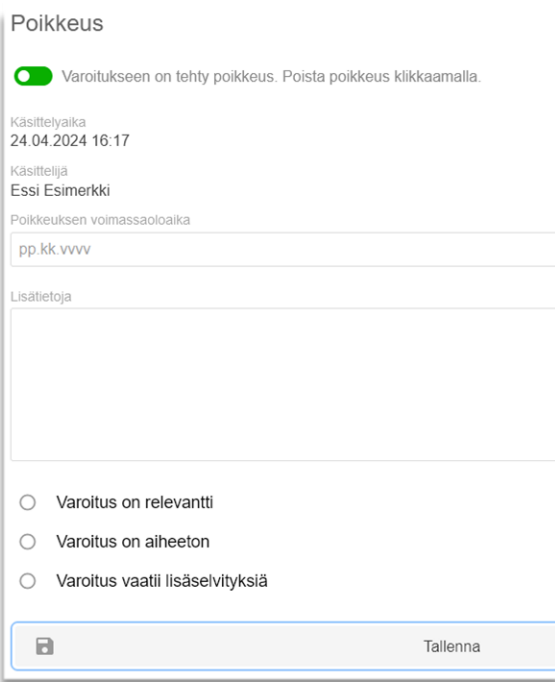 Poikkeus
Varoitukseen on tehty poikkeus. Poista poikkeus klikkaamalla.
Käsittelyaika
24.04.2024 16:17
Käsittelijä
Essi Esimerkki
Poikkeuksen voimassaoloaika
pp.kk.vvvv
Lisätietoja
Varoitus on relevantti
Varoitus on aiheeton
Varoitus vaatii lisäselvityksiä
Tallenna